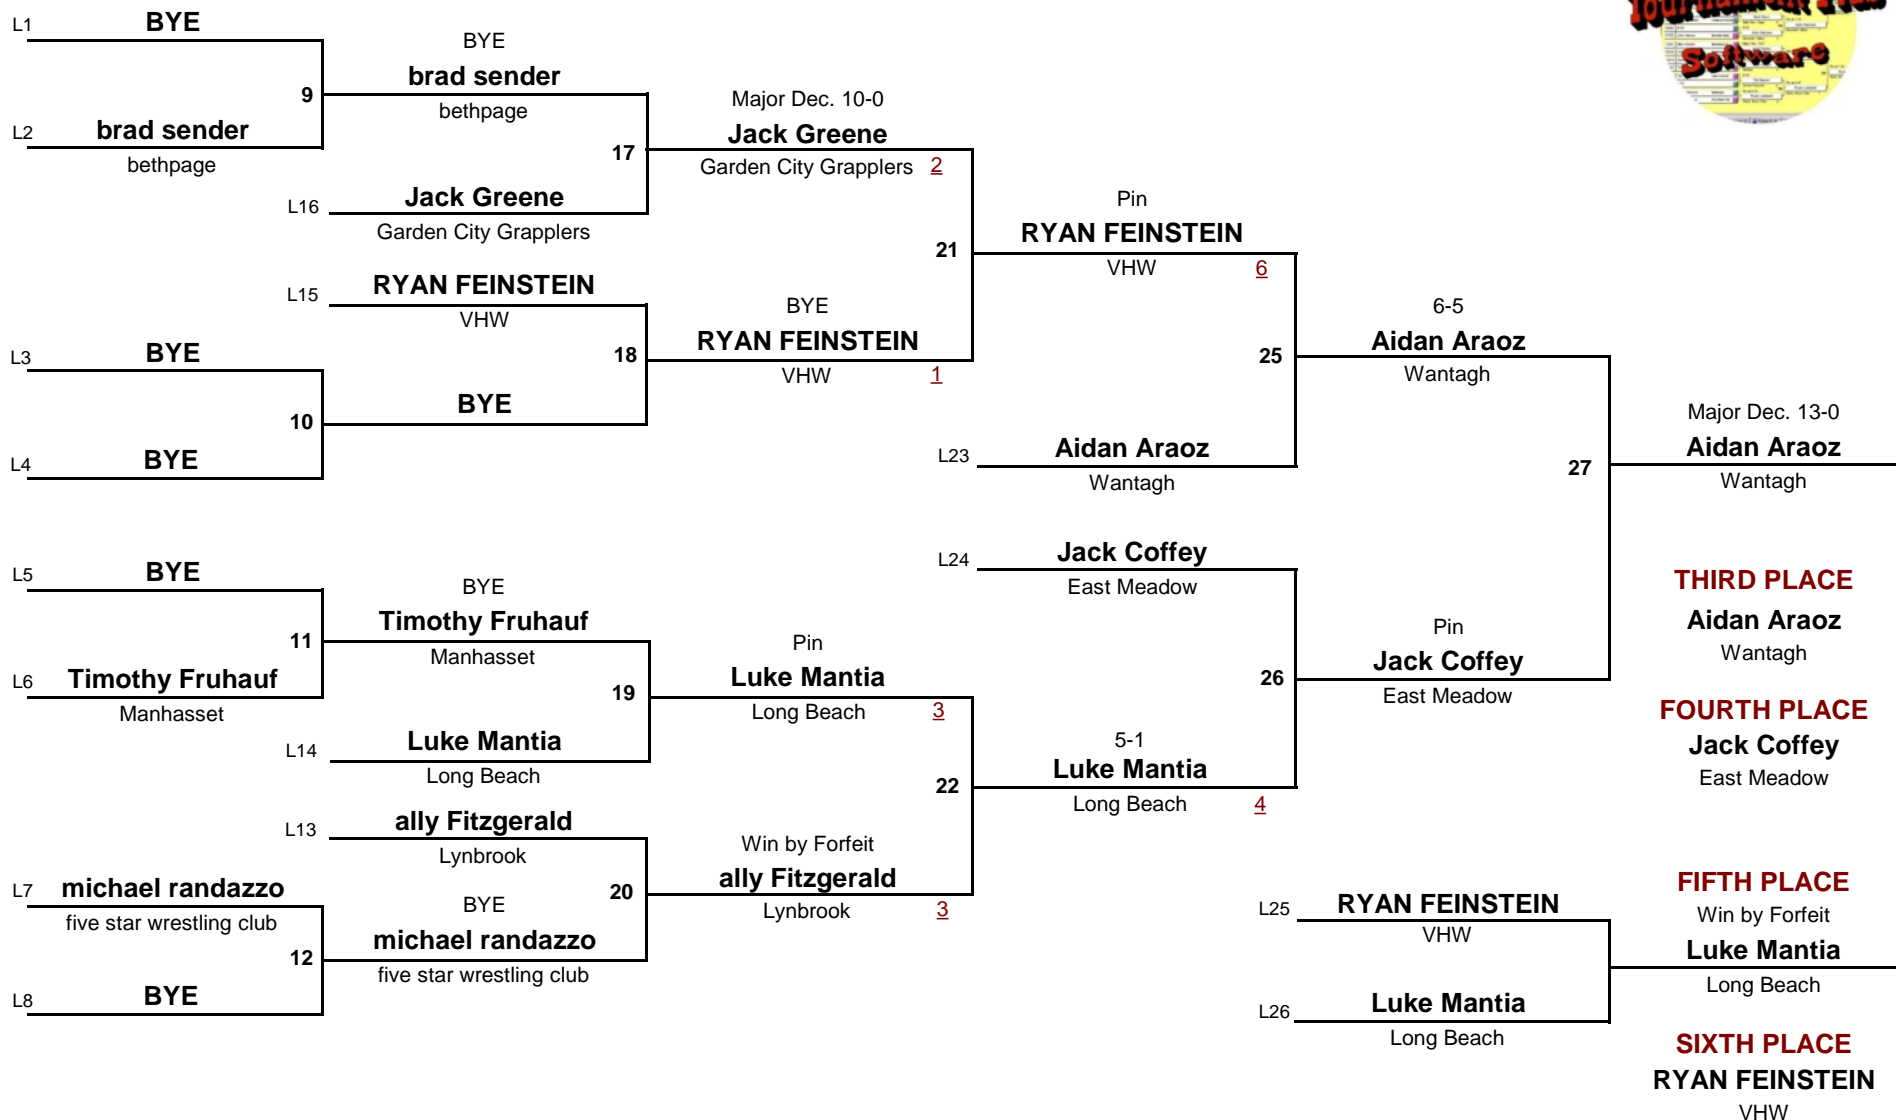 Tournament Plus
Software
L1 BYE
9
L2 brad sender
bethpage
BYE
brad sender
bethpage
17
L16 Jack Greene
Garden City Grapplers
Major Dec. 10-0
Jack Greene
Garden City Grapplers 2
21
L15 RYAN FEINSTEIN
VHW
18
L3 BYE
10
L4 BYE
BYE
BYE
RYAN FEINSTEIN
VHW 1
Pin
RYAN FEINSTEIN
VHW 6
25
L23 Aidan Araoz
Wantagh
6-5
Aidan Araoz
Wantagh
27
Major Dec. 13-0
Aidan Araoz
Wantagh
L5 BYE
11
L6 Timothy Fruhauf
Manhasset
BYE
Timothy Fruhauf
Manhasset
19
L14 Luke Mantia
Long Beach
Pin
Luke Mantia
Long Beach 3
22
L13 ally Fitzgerald
Lynbrook
20
L7 michael randazzo
five star wrestling club
12
L8 BYE
BYE
michael randazzo
five star wrestling club
Win by Forfeit
ally Fitzgerald
Lynbrook 3
L24 Jack Coffey
East Meadow
26
5-1
Luke Mantia
Long Beach 4
Pin
Jack Coffey
East Meadow
THIRD PLACE
Aidan Araoz
Wantagh
FOURTH PLACE
Jack Coffey
East Meadow
L25 RYAN FEINSTEIN
VHW
L26 Luke Mantia
Long Beach
FIFTH PLACE
Win by Forfeit
Luke Mantia
Long Beach
SIXTH PLACE
RYAN FEINSTEIN
VHW